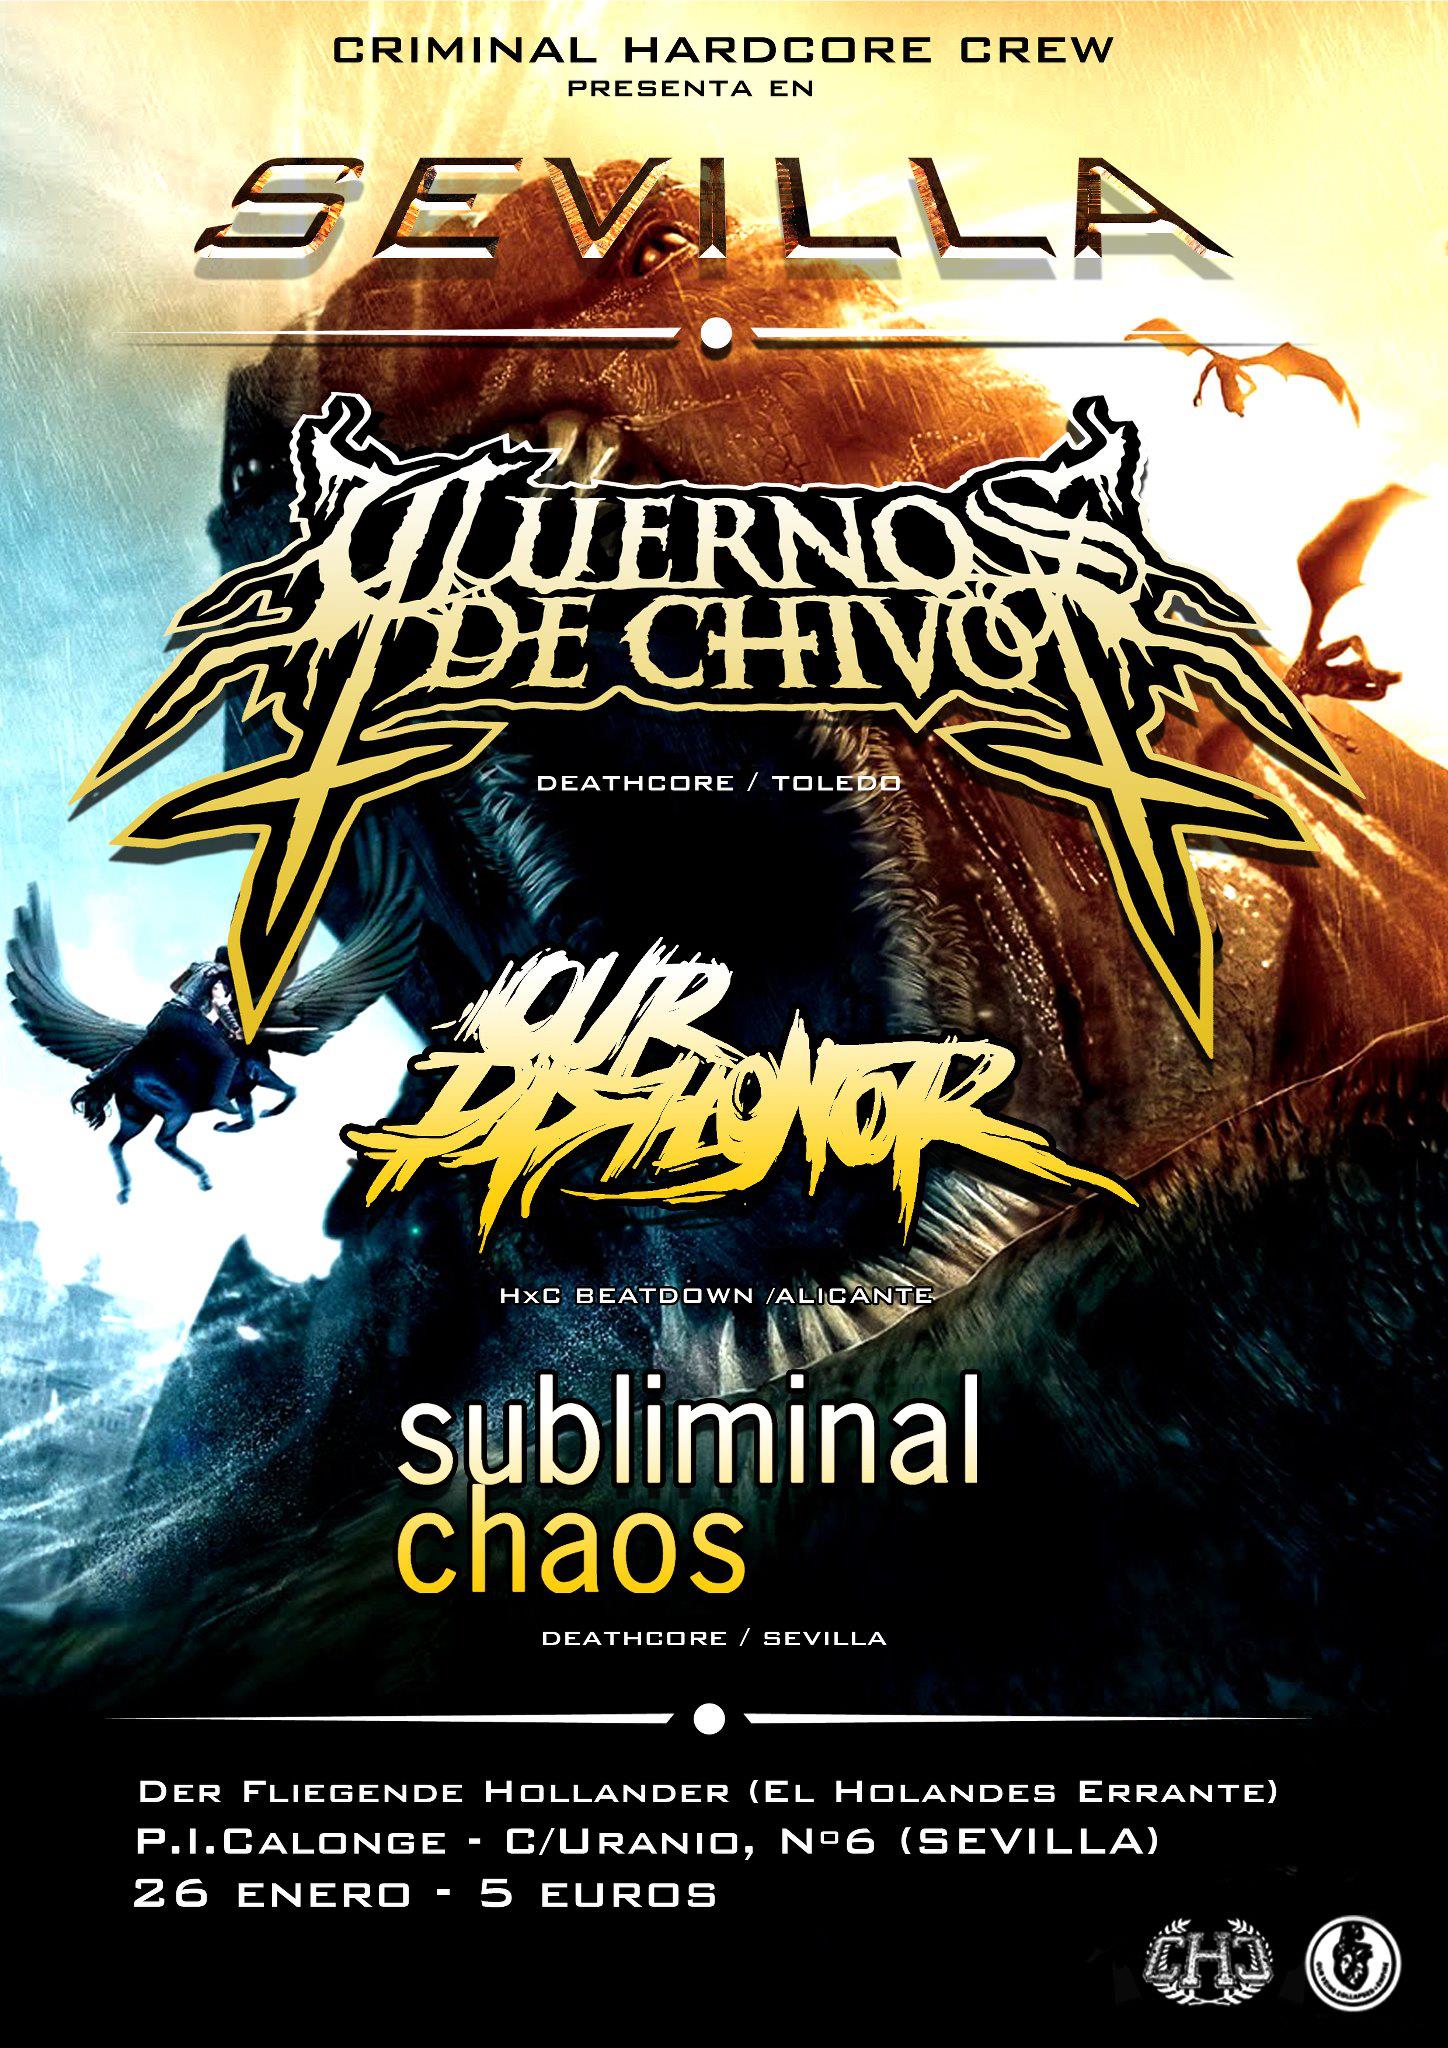 CRIMINAL HARDCORE CREW
PRESENTA EN
SEVILLA
CUERNOS
DE CHIVO
DEATHCORE / TOLEDO
OUR
DISHONOR
HxC BEATDOWN /ALICANTE
subliminal
chaos
DEATHCORE / SEVILLA
DER FLIEGENDE HOLLANDER (EL HOLANDES ERRANTE)
P.I.CALONGE - C/URANIO, Nº6 (SEVILLA)
26 ENERO - 5 EUROS
CHC